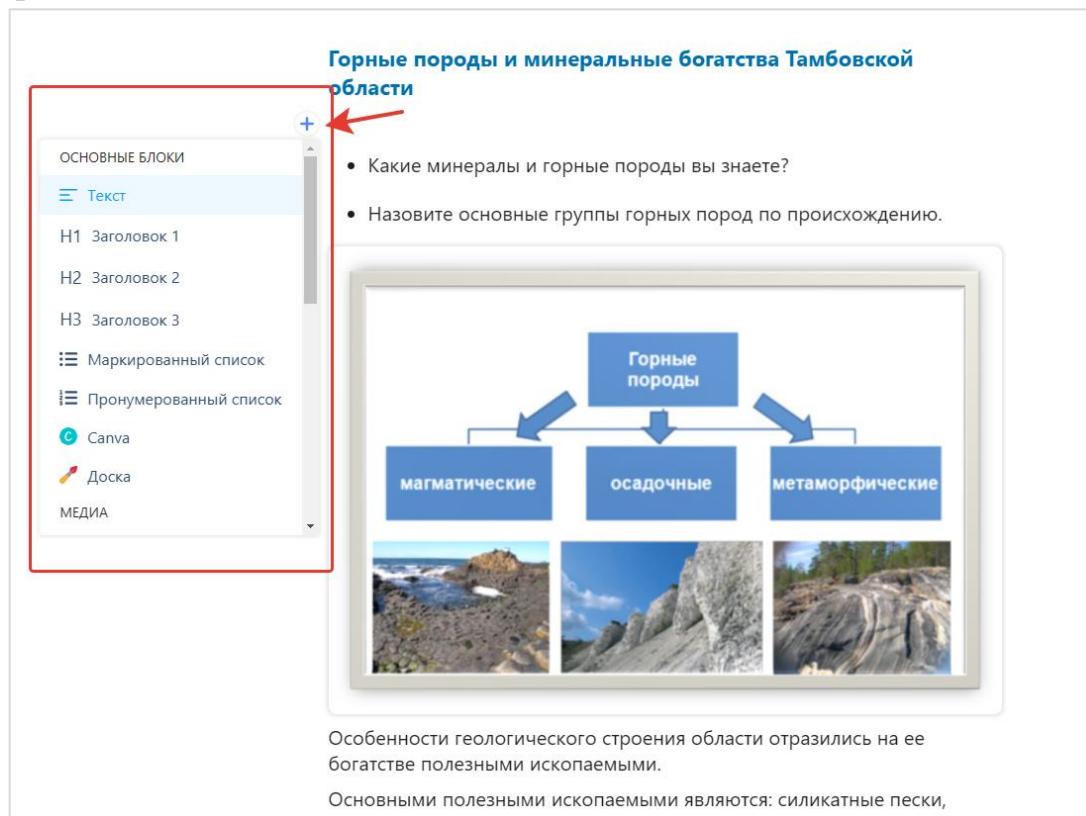 Горные породы и минеральные богатства Тамбовской
области
+
ОСНОВНЫЕ БЛОКИ
Текст
H1 Заголовок 1
H2 Заголовок 2
H3 Заголовок 3
Маркированный список
Пронумерованный список
C Canva
Доска
МЕДИА
• Какие минералы и горные породы вы знаете?
• Назовите основные группы горных пород по происхождению.
Горные
породы
магматические
осадочные
метаморфические
Особенности геологического строения области отразились на ее
богатстве полезными ископаемыми.
Основными полезными ископаемыми являются: силикатные пески,